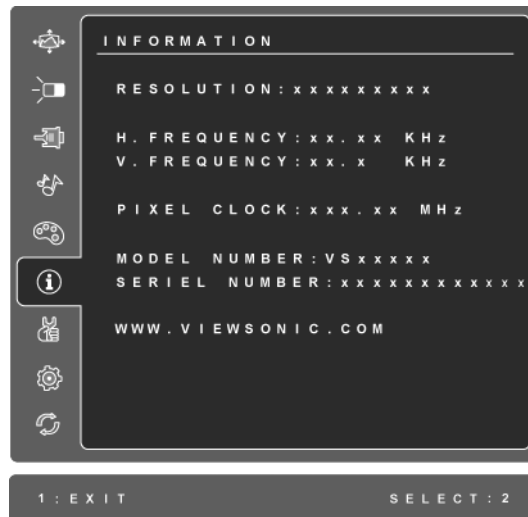 INFORMATION
RESOLUTION:xxxxxxxxx
H. FREQUENCY:xx.xx KHz
V. FREQUENCY:xx.x KHz
PIXEL CLOCK:xxx.xx MHz
MODEL NUMBER:VSxxxxx
SERIEL NUMBER:xxxxxxxxxxxx
WWW.VIEWSONIC.COM
1:EXIT SELECT:2